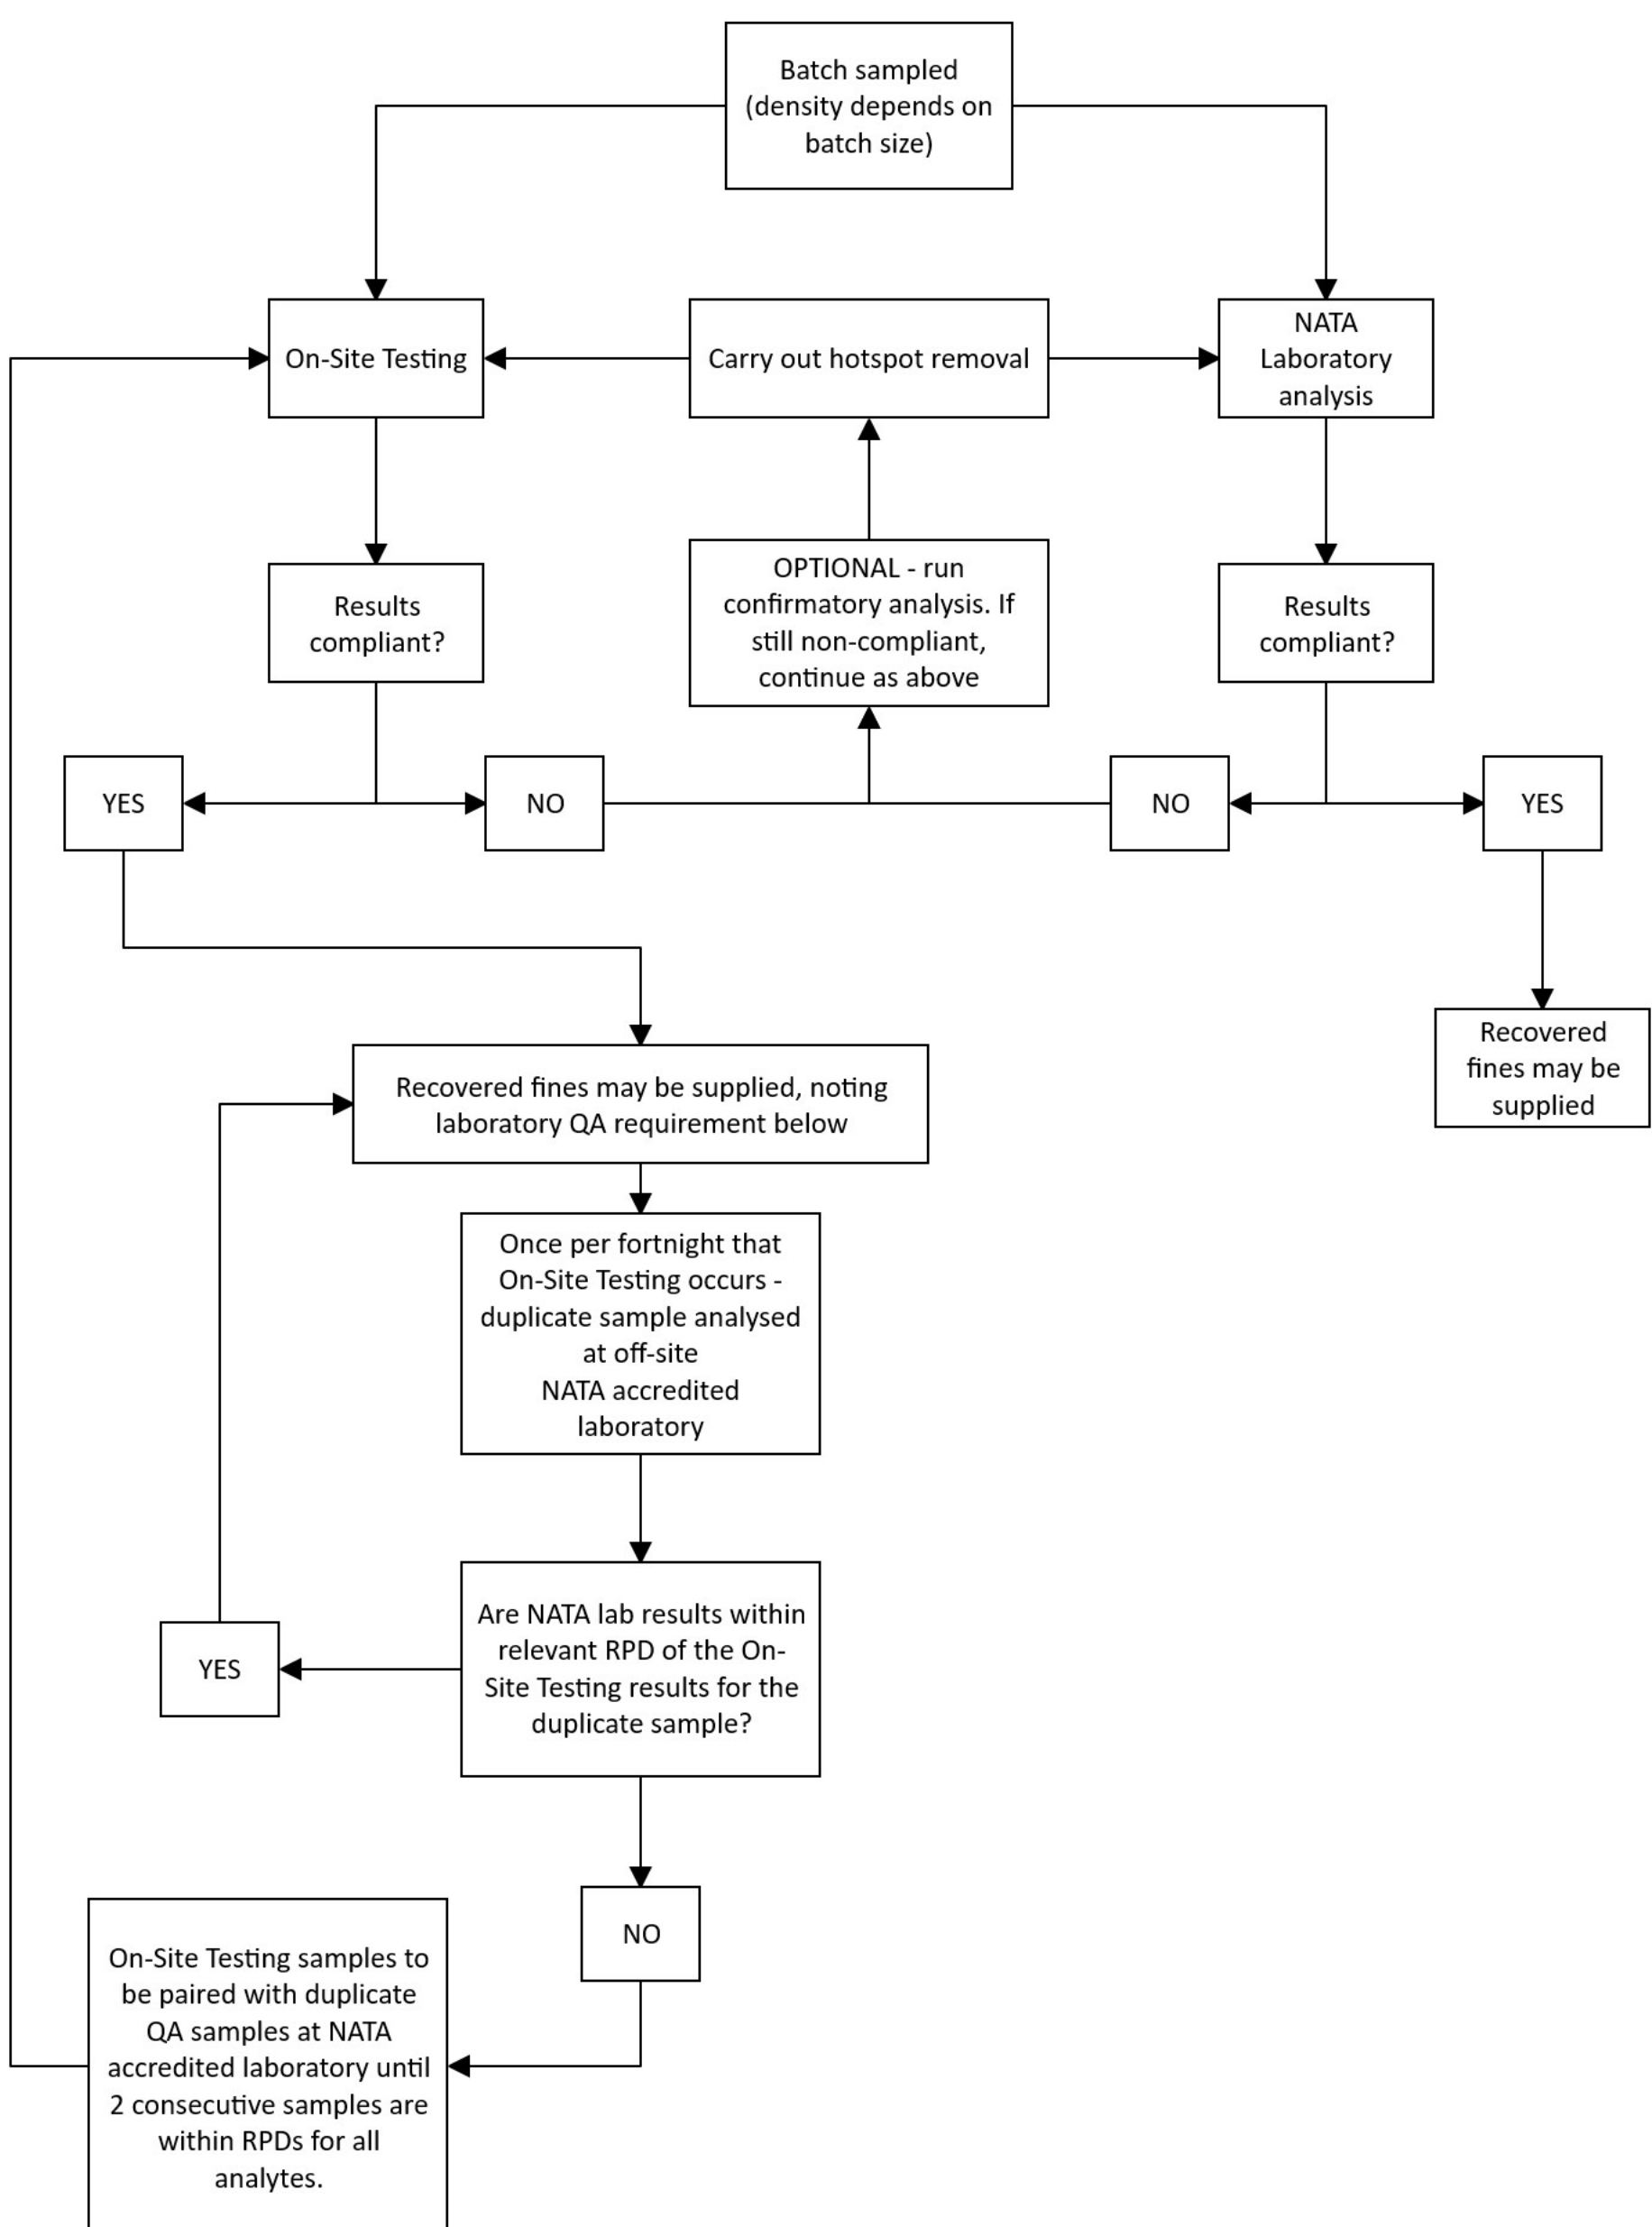 Batch sampled
(density depends on
batch size)
On-Site Testing
Carry out hotspot removal
NATA
Laboratory
analysis
Results
compliant?
OPTIONAL - run
confirmatory analysis. If
still non-compliant,
continue as above
Results
compliant?
YES
NO
NO
YES
Recovered
fines may be
supplied
Recovered fines may be supplied, noting
laboratory QA requirement below
Once per fortnight that
On-Site Testing occurs -
duplicate sample analysed
at off-site
NATA accredited
laboratory
Are NATA lab results within
relevant RPD of the On-
Site Testing results for the
duplicate sample?
YES
NO
On-Site Testing samples to
be paired with duplicate
QA samples at NATA
accredited laboratory until
2 consecutive samples are
within RPDs for all
analytes.